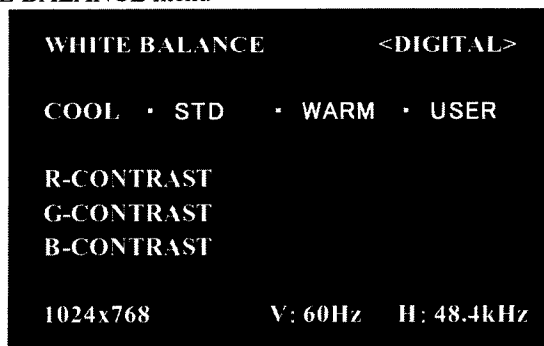 WHITE BALANCE <DIGITAL>
COOL · STD · WARM · USER
R-CONTRAST
G-CONTRAST
B-CONTRAST
1024x768 V: 60Hz H: 48.4kHz